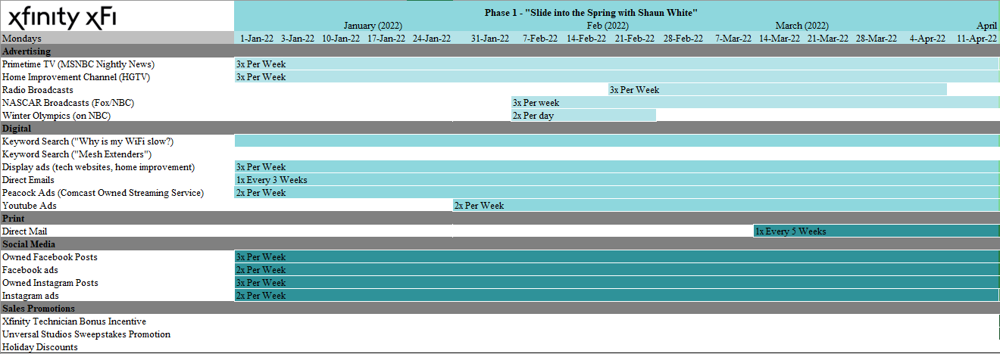 xfinity xFi
Phase 1 - "Slide into the Spring with Shaun White"
January (2022) Feb (2022) March (2022) April
Mondays 1-Jan-22 3-Jan-22 10-Jan-22 17-Jan-22 24-Jan-22 31-Jan-22 7-Feb-22 14-Feb-22 21-Feb-22 28-Feb-22 7-Mar-22 14-Mar-22 21-Mar-22 28-Mar-22 4-Apr-22 11-Apr-22
Advertising
Primetime TV (MSNBC Nightly News) 3x Per Week
Home Improvement Channel (HGTV) 3x Per Week
Radio Broadcasts 3x Per Week
NASCAR Broadcasts (Fox/NBC) 3x Per week
Winter Olympics (on NBC) 2x Per day
Digital
Keyword Search ("Why is my WiFi slow?)
Keyword Search ("Mesh Extenders")
Display ads (tech websites, home improvement) 3x Per Week
Direct Emails 1x Every 3 Weeks
Peacock Ads (Comcast Owned Streaming Service) 2x Per Week
Youtube Ads 2x Per Week
Print
Direct Mail 1x Every 5 Weeks
Social Media
Owned Facebook Posts 3x Per Week
Facebook ads 2x Per Week
Owned Instagram Posts 3x Per Week
Instagram ads 2x Per Week
Sales Promotions
Xfinity Technician Bonus Incentive
Unversal Studios Sweepstakes Promotion
Holiday Discounts